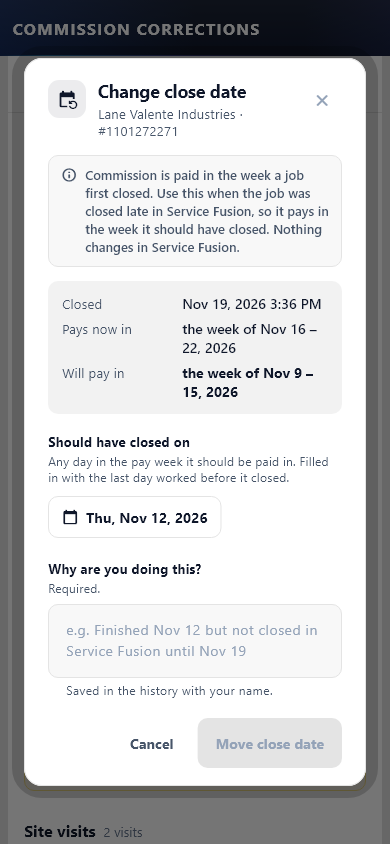 COMMISSION CORRECTIONS
Change close date
Lane Valente Industries ·
#1101272271
Commission is paid in the week a job
first closed. Use this when the job was
closed late in Service Fusion, so it pays in
the week it should have closed. Nothing
changes in Service Fusion.
Closed Nov 19, 2026 3:36 PM
Pays now in the week of Nov 16 –
22, 2026
Will pay in the week of Nov 9 –
15, 2026
Should have closed on
Any day in the pay week it should be paid in. Filled
in with the last day worked before it closed.
Thu, Nov 12, 2026
Why are you doing this?
Required.
e.g. Finished Nov 12 but not closed in
Service Fusion until Nov 19
Saved in the history with your name.
Cancel Move close date
Site visits 2 visits